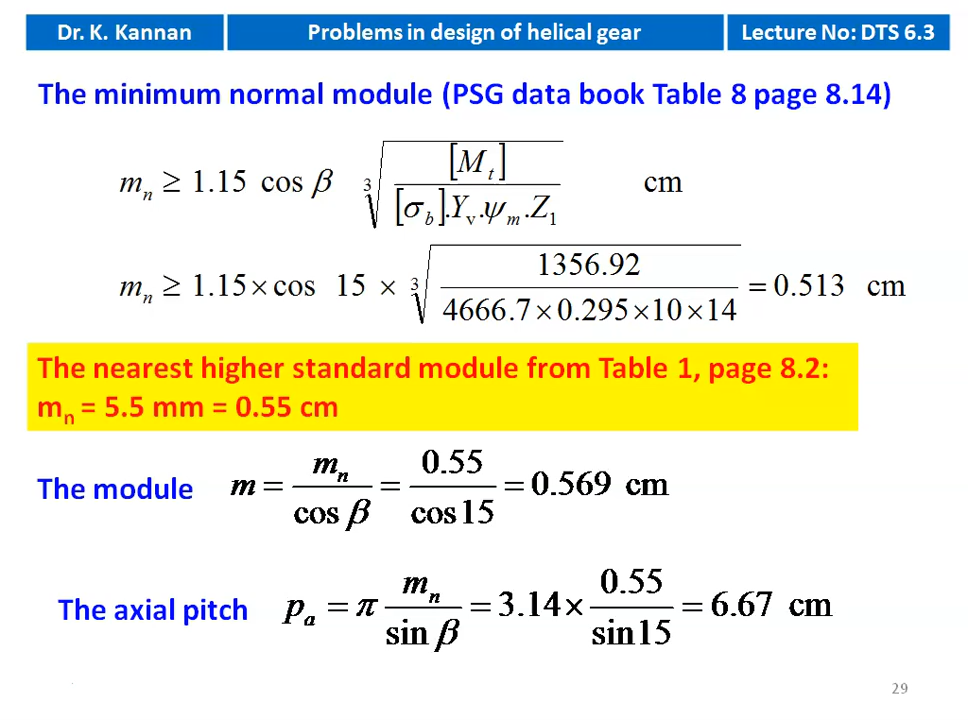 Dr. K. Kannan Problems in design of helical gear Lecture No: DTS 6.3
The minimum normal module (PSG data book Table 8 page 8.14)
mₙ ≥ 1.15 cos β ∛([Mₜ] / [σ_b].Yᵥ.ψₘ.Z₁) cm
mₙ ≥ 1.15 × cos 15 × ∛(1356.92 / 4666.7×0.295×10×14) = 0.513 cm
The nearest higher standard module from Table 1, page 8.2:
mₙ = 5.5 mm = 0.55 cm
The module m = mₙ / cos β = 0.55 / cos15 = 0.569 cm
The axial pitch pₐ = π mₙ / sin β = 3.14× 0.55 / sin15 = 6.67 cm
29